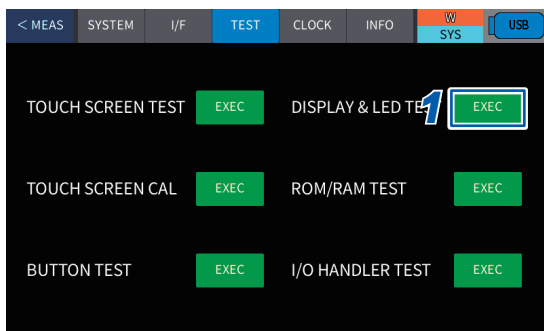 < MEAS SYSTEM I/F TEST CLOCK INFO W SYS USB
TOUCH SCREEN TEST EXEC DISPLAY & LED TE 1 EXEC
TOUCH SCREEN CAL EXEC ROM/RAM TEST EXEC
BUTTON TEST EXEC I/O HANDLER TEST EXEC